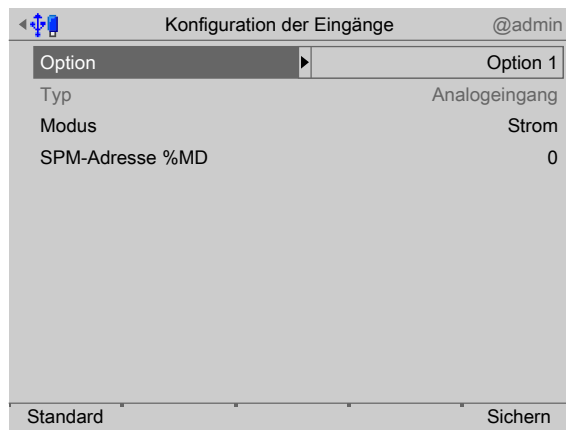 Konfiguration der Eingänge @admin
Option Option 1
Typ Analogeingang
Modus Strom
SPM-Adresse %MD 0
Standard Sichern